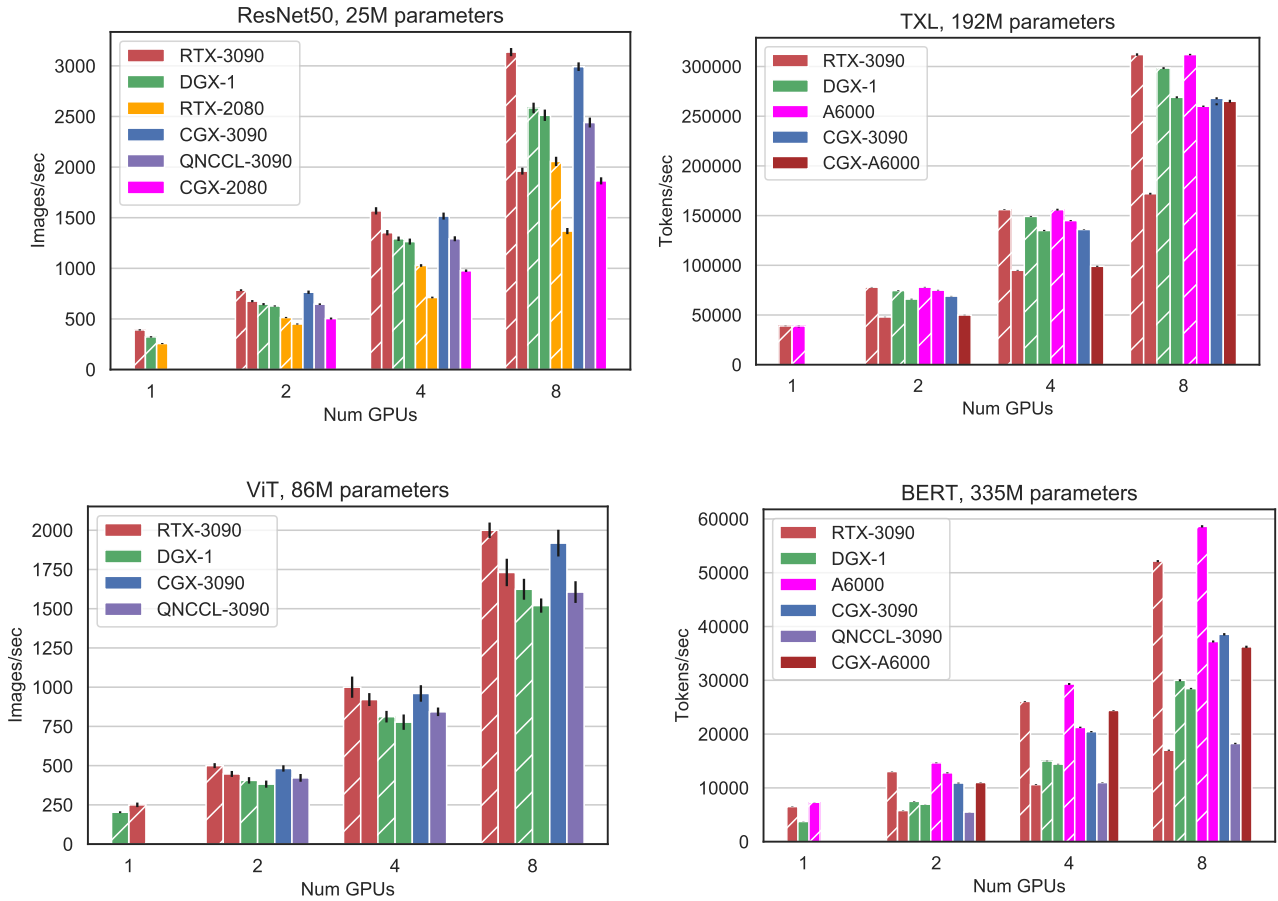 ResNet50, 25M parameters
RTX-3090
DGX-1
RTX-2080
CGX-3090
QNCCL-3090
CGX-2080
3000
2500
2000
1500
1000
500
0
Images/sec
1 2 4 8
Num GPUs
TXL, 192M parameters
RTX-3090
DGX-1
A6000
CGX-3090
CGX-A6000
300000
250000
200000
150000
100000
50000
0
Tokens/sec
1 2 4 8
Num GPUs
ViT, 86M parameters
RTX-3090
DGX-1
CGX-3090
QNCCL-3090
2000
1750
1500
1250
1000
750
500
250
0
Images/sec
1 2 4 8
Num GPUs
BERT, 335M parameters
RTX-3090
DGX-1
A6000
CGX-3090
QNCCL-3090
CGX-A6000
60000
50000
40000
30000
20000
10000
0
Tokens/sec
1 2 4 8
Num GPUs